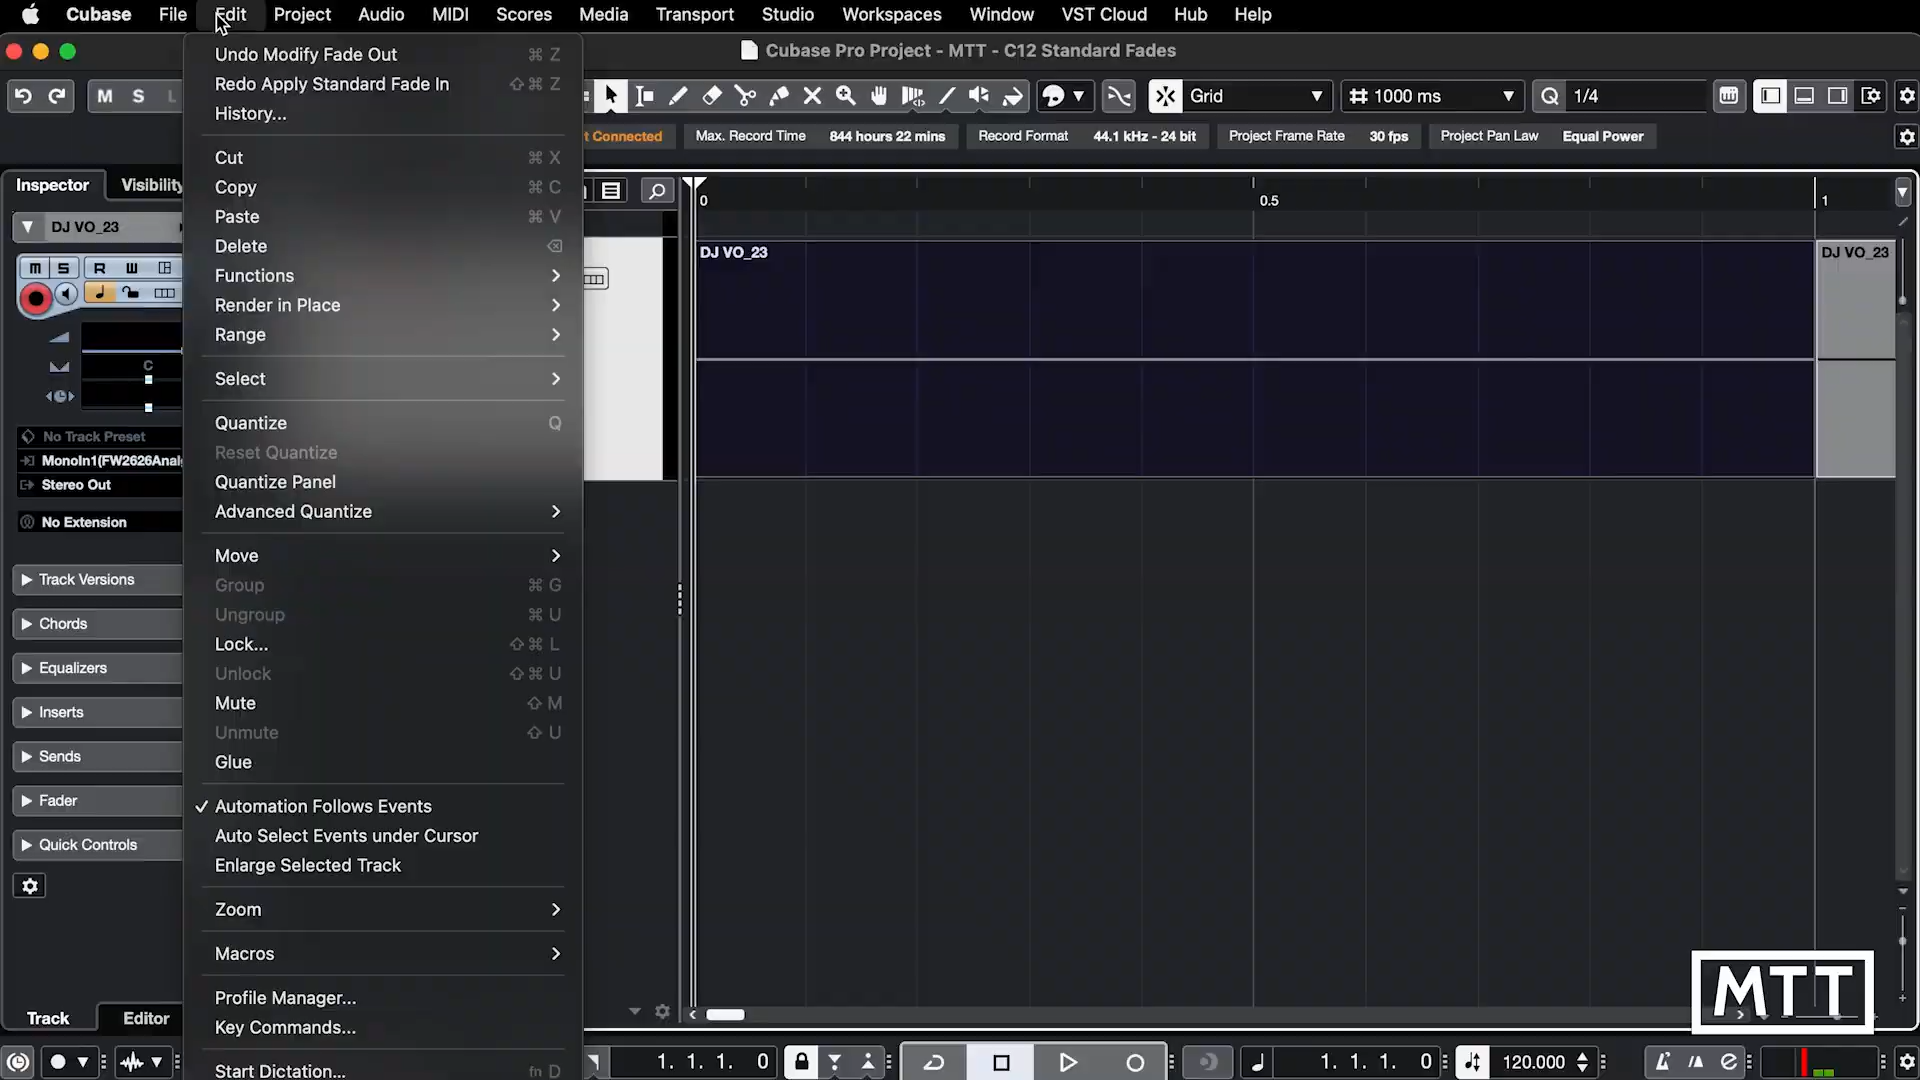 Cubase File Edit Project Audio MIDI Scores Media Transport Studio Workspaces Window VST Cloud Hub Help
Cubase Pro Project - MTT - C12 Standard Fades
M S L
Grid
1000 ms
Q 1/4
t Connected
Max. Record Time 844 hours 22 mins
Record Format 44.1 kHz - 24 bit
Project Frame Rate 30 fps
Project Pan Law Equal Power
Undo Modify Fade Out ⌘ Z
Redo Apply Standard Fade In ⇧ ⌘ Z
History...
Cut ⌘ X
Copy ⌘ C
Paste ⌘ V
Delete ⌫
Functions
Render in Place
Range
Select
Quantize Q
Reset Quantize
Quantize Panel
Advanced Quantize
Move
Group ⌘ G
Ungroup ⌘ U
Lock... ⇧ ⌘ L
Unlock ⇧ ⌘ U
Mute ⇧ M
Unmute ⇧ U
Glue
✓ Automation Follows Events
Auto Select Events under Cursor
Enlarge Selected Track
Zoom
Macros
Profile Manager...
Key Commands...
Start Dictation... fn D
Inspector Visibility
DJ VO_23
m S R W
C
No Track Preset
MonoIn1(FW2626Anal
Stereo Out
No Extension
Track Versions
Chords
Equalizers
Inserts
Sends
Fader
Quick Controls
Track Editor
0 0.5 1
DJ VO_23
DJ VO_23
MTT
1. 1. 1. 0
1. 1. 1. 0
120.000